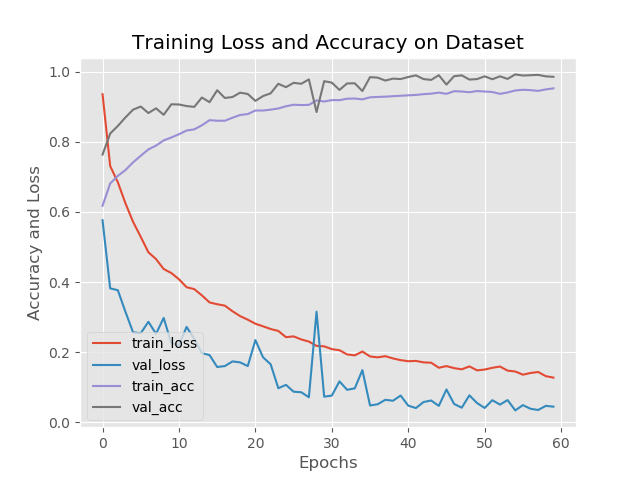 Training Loss and Accuracy on Dataset
1.0
0.8
0.6
0.4
0.2
0.0
Accuracy and Loss
train_loss
val_loss
train_acc
val_acc
0 10 20 30 40 50 60
Epochs